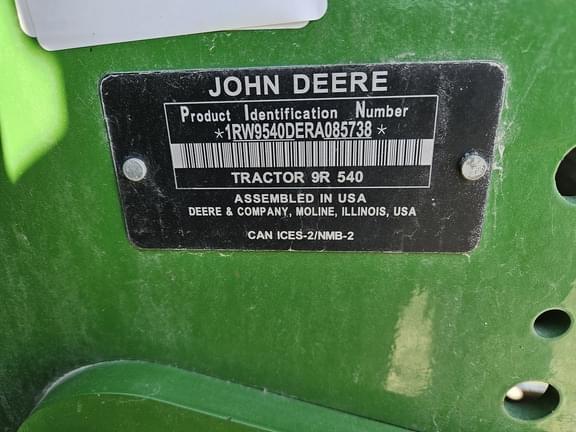 JOHN DEERE
Product Identification Number
*1RW9540DERA085738*
TRACTOR 9R 540
ASSEMBLED IN USA
DEERE & COMPANY, MOLINE, ILLINOIS, USA
CAN ICES-2/NMB-2